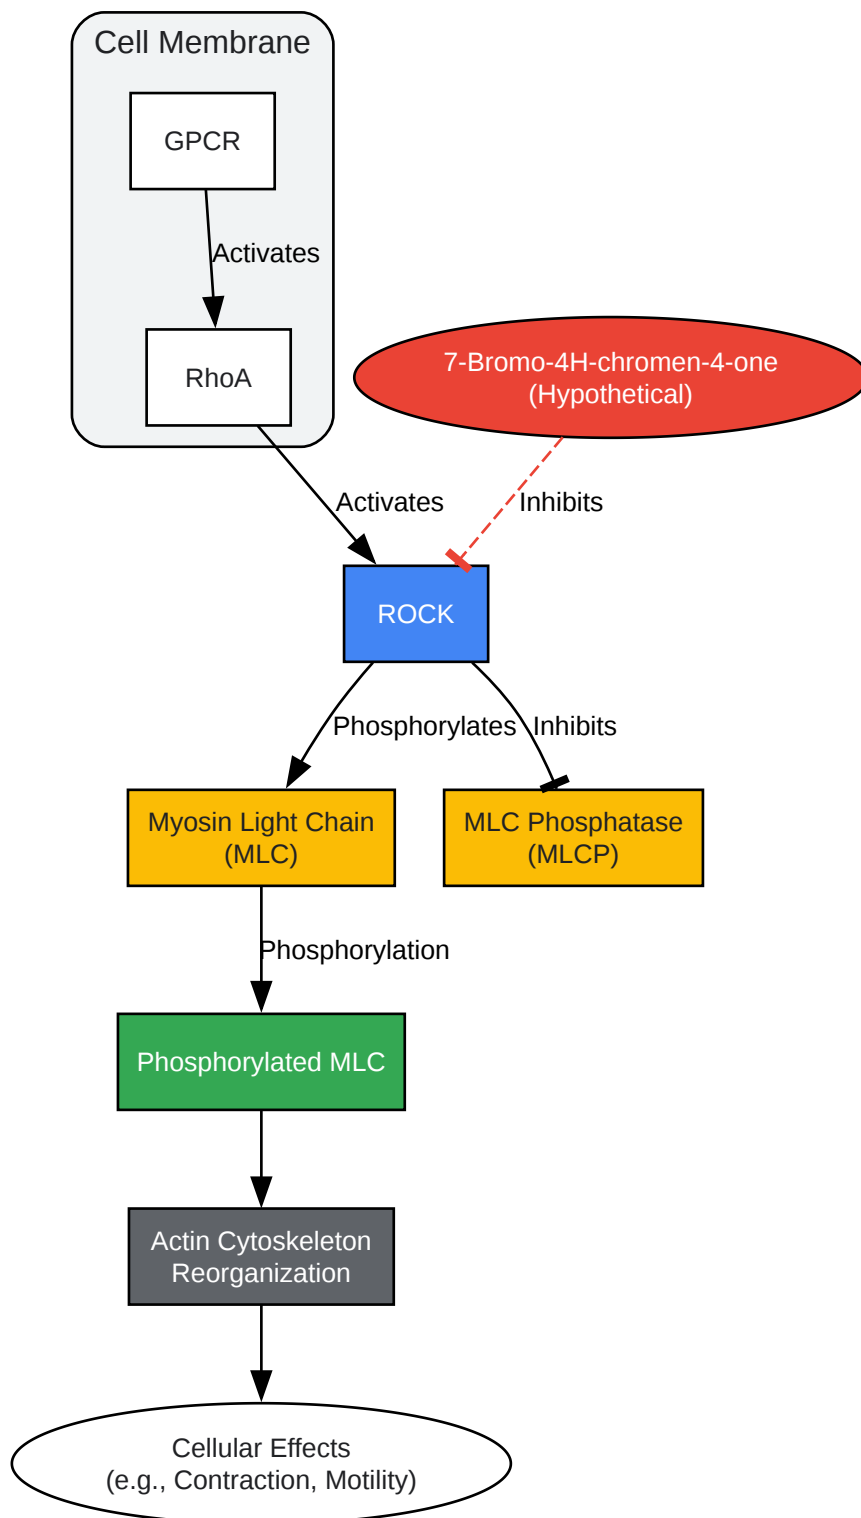 Cell Membrane
GPCR
Activates
RhoA
7-Bromo-4H-chromen-4-one
(Hypothetical)
Activates
Inhibits
ROCK
Phosphorylates
Inhibits
Myosin Light Chain
(MLC)
MLC Phosphatase
(MLCP)
Phosphorylation
Phosphorylated MLC
Actin Cytoskeleton
Reorganization
Cellular Effects
(e.g., Contraction, Motility)